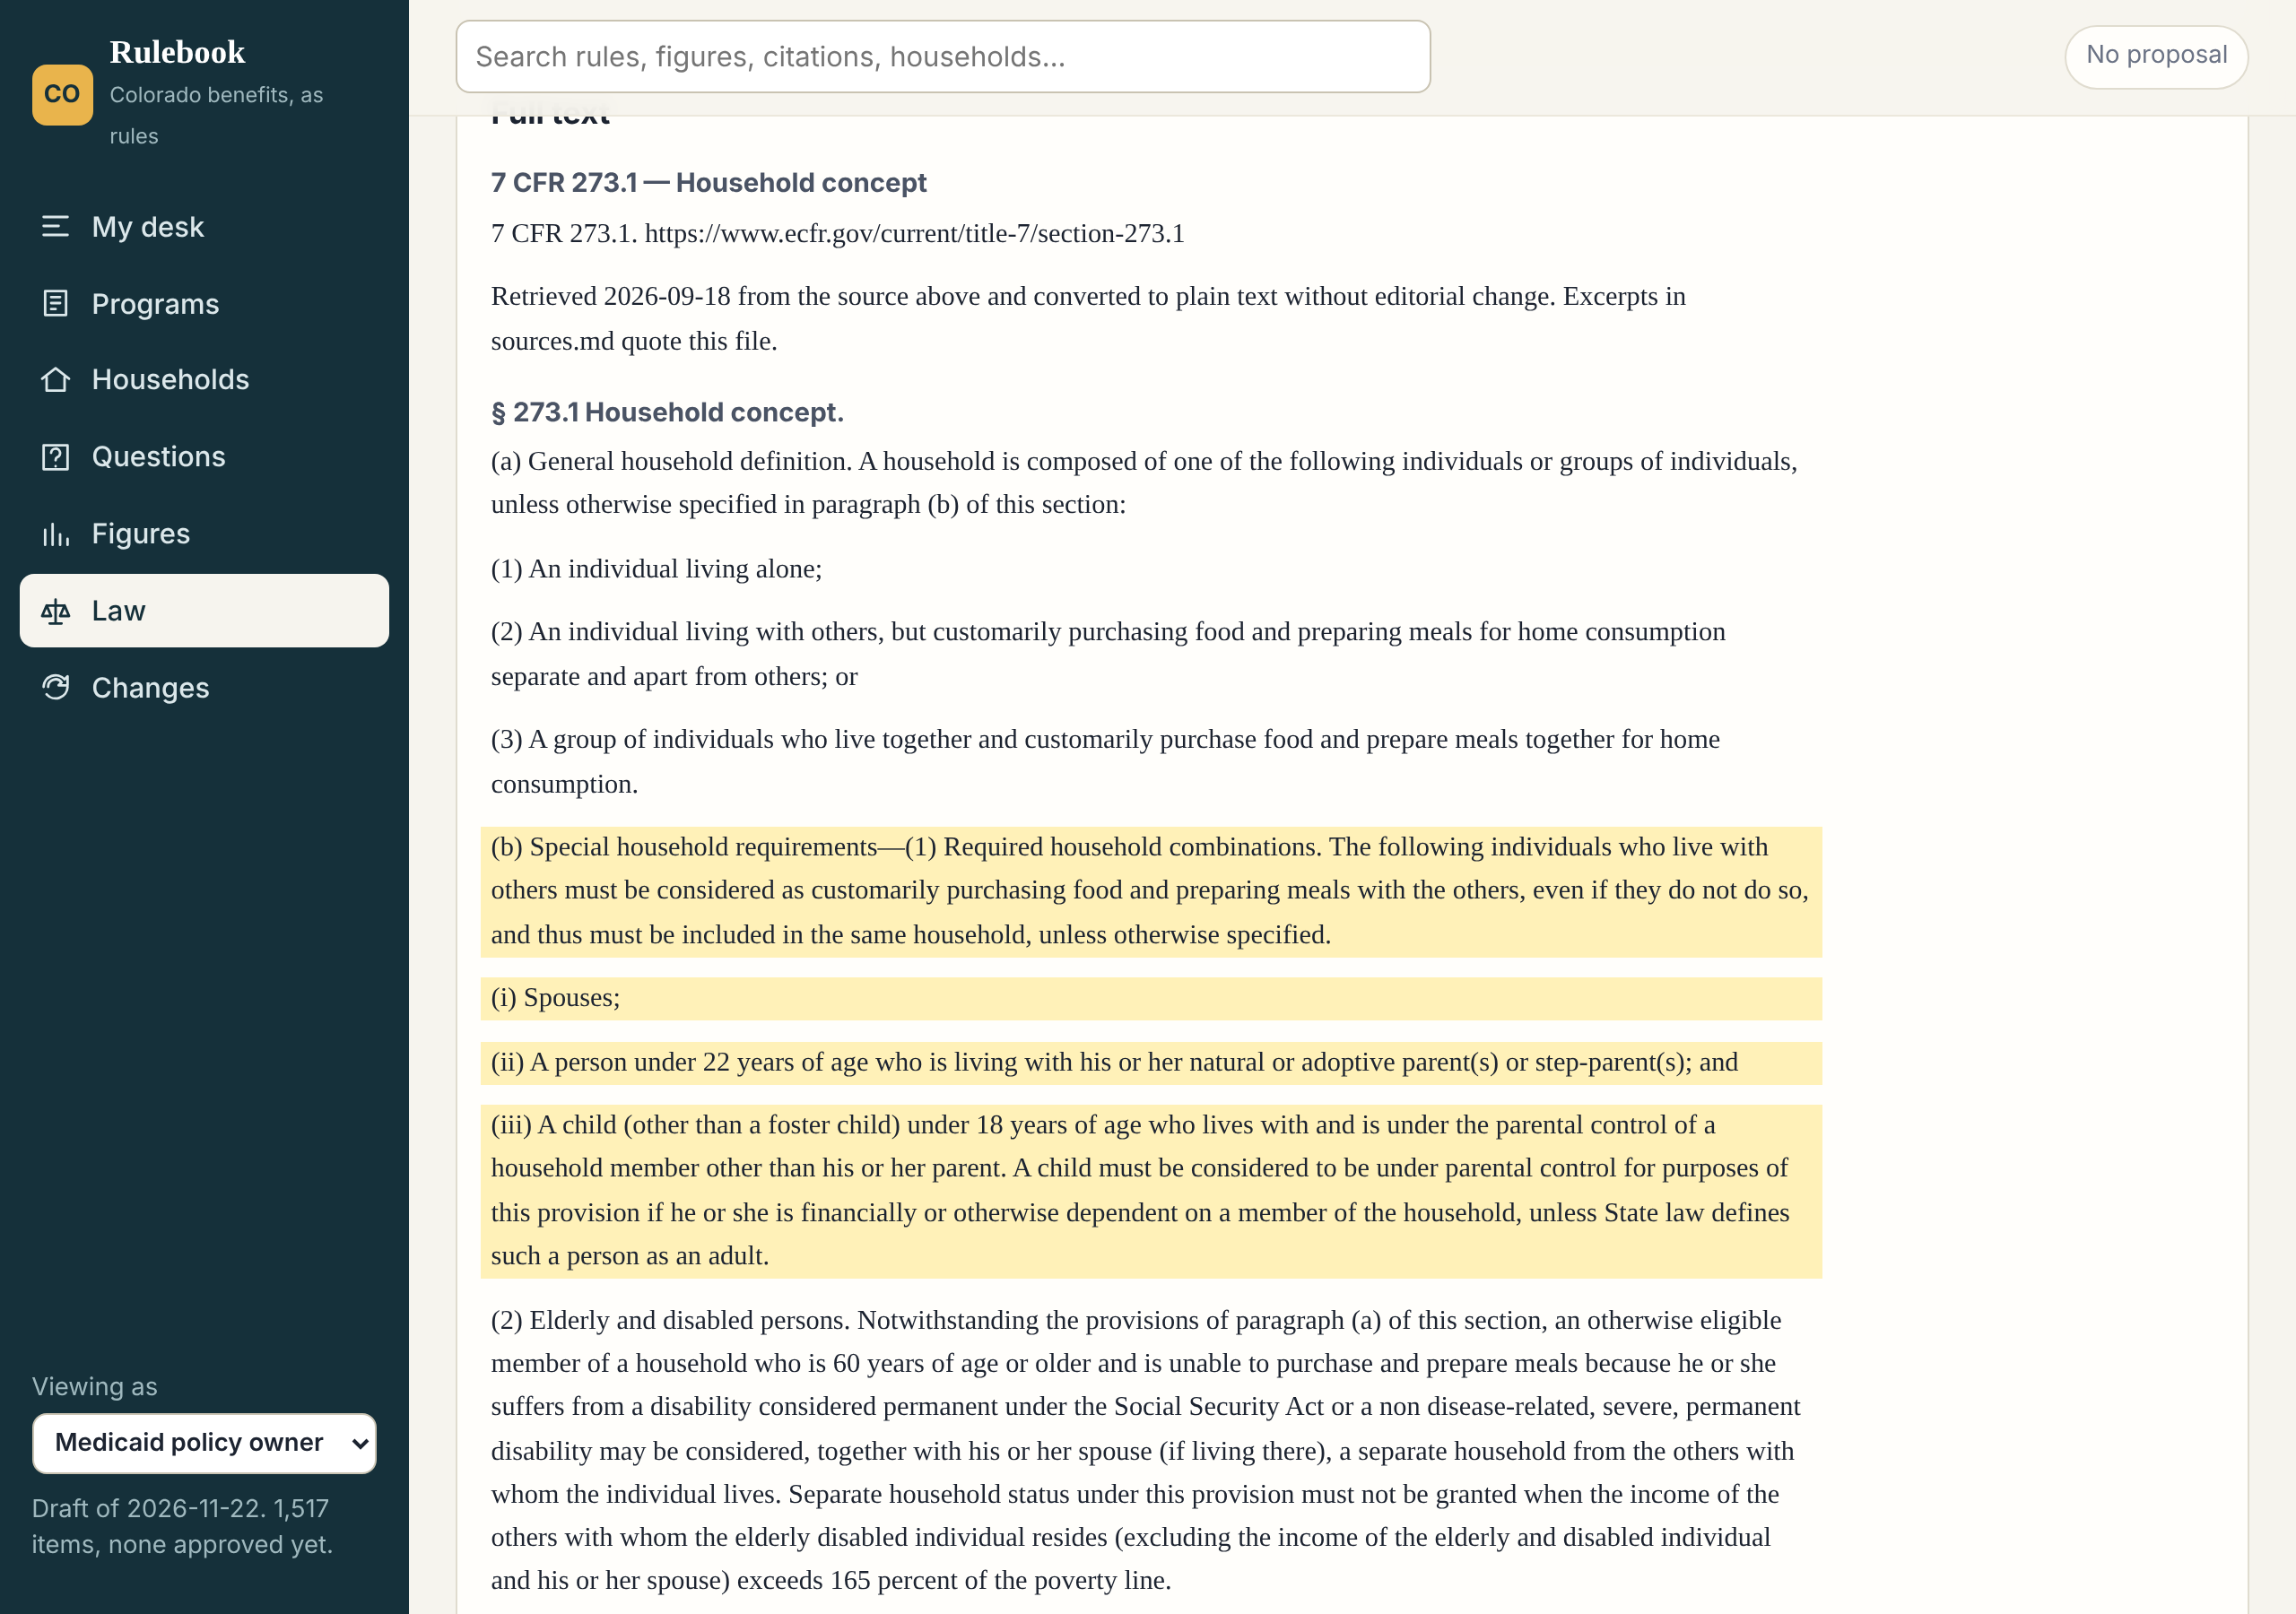 CO
Rulebook
Colorado benefits, as
rules
My desk
Programs
Households
Questions
Figures
Law
Changes
Viewing as
Medicaid policy owner
Draft of 2026-11-22. 1,517
items, none approved yet.
Search rules, figures, citations, households...
No proposal
Full text
7 CFR 273.1 — Household concept
7 CFR 273.1. https://www.ecfr.gov/current/title-7/section-273.1
Retrieved 2026-09-18 from the source above and converted to plain text without editorial change. Excerpts in
sources.md quote this file.
§ 273.1 Household concept.
(a) General household definition. A household is composed of one of the following individuals or groups of individuals,
unless otherwise specified in paragraph (b) of this section:
(1) An individual living alone;
(2) An individual living with others, but customarily purchasing food and preparing meals for home consumption
separate and apart from others; or
(3) A group of individuals who live together and customarily purchase food and prepare meals together for home
consumption.
(b) Special household requirements—(1) Required household combinations. The following individuals who live with
others must be considered as customarily purchasing food and preparing meals with the others, even if they do not do so,
and thus must be included in the same household, unless otherwise specified.
(i) Spouses;
(ii) A person under 22 years of age who is living with his or her natural or adoptive parent(s) or step-parent(s); and
(iii) A child (other than a foster child) under 18 years of age who lives with and is under the parental control of a
household member other than his or her parent. A child must be considered to be under parental control for purposes of
this provision if he or she is financially or otherwise dependent on a member of the household, unless State law defines
such a person as an adult.
(2) Elderly and disabled persons. Notwithstanding the provisions of paragraph (a) of this section, an otherwise eligible
member of a household who is 60 years of age or older and is unable to purchase and prepare meals because he or she
suffers from a disability considered permanent under the Social Security Act or a non disease-related, severe, permanent
disability may be considered, together with his or her spouse (if living there), a separate household from the others with
whom the individual lives. Separate household status under this provision must not be granted when the income of the
others with whom the elderly disabled individual resides (excluding the income of the elderly and disabled individual
and his or her spouse) exceeds 165 percent of the poverty line.